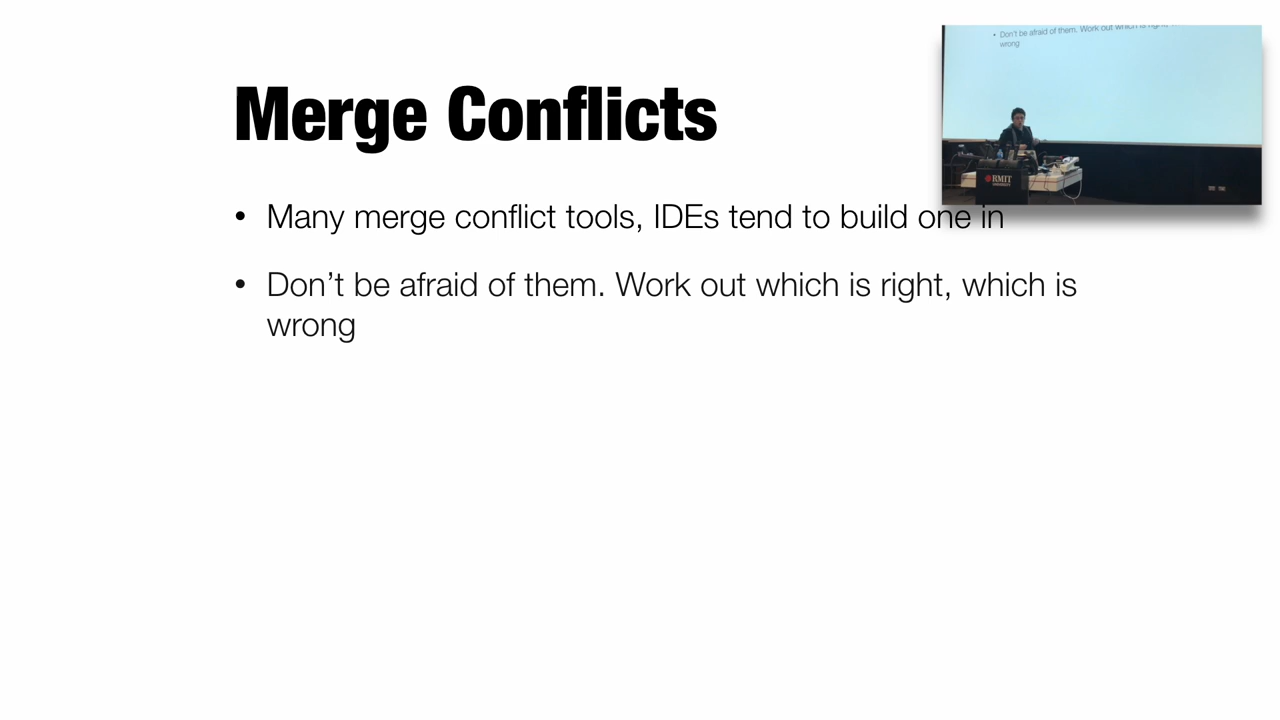 Merge Conflicts
• Many merge conflict tools, IDEs tend to build one in
• Don’t be afraid of them. Work out which is right, which is
wrong
• Don't be afraid of them. Work out which is right,
wrong
RMIT
UNIVERSITY